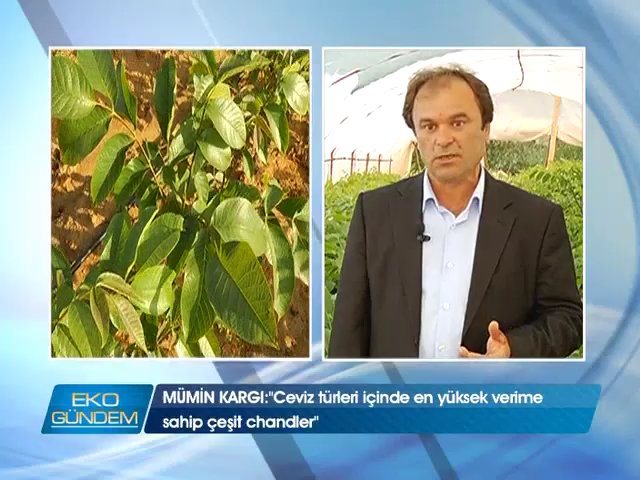 EKO
GÜNDEM
MÜMİN KARGI:"Ceviz türleri içinde en yüksek verime
sahip çeşit chandler"